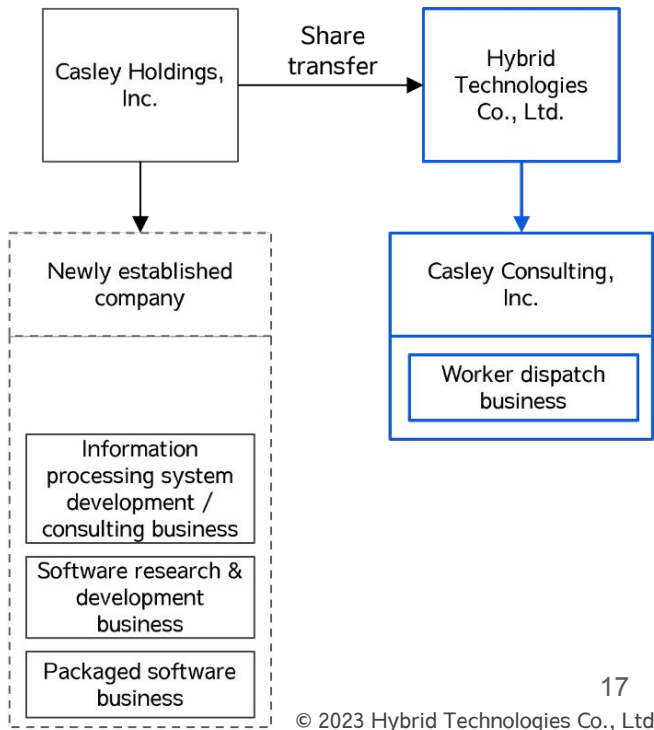 Casley Holdings,
Inc.
Share
transfer
Hybrid
Technologies
Co., Ltd.
Newly established
company
Information
processing system
development /
consulting business
Software research &
development
business
Packaged software
business
Casley Consulting,
Inc.
Worker dispatch
business
17
© 2023 Hybrid Technologies Co., Ltd